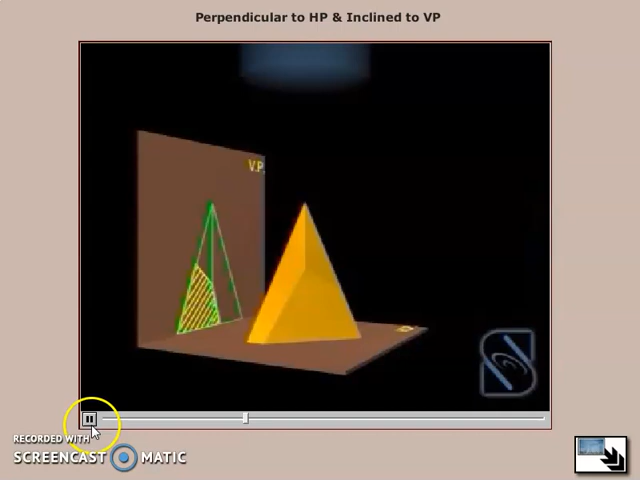 Perpendicular to HP & Inclined to VP
V.P.
RECORDED WITH
SCREENCAST MATIC